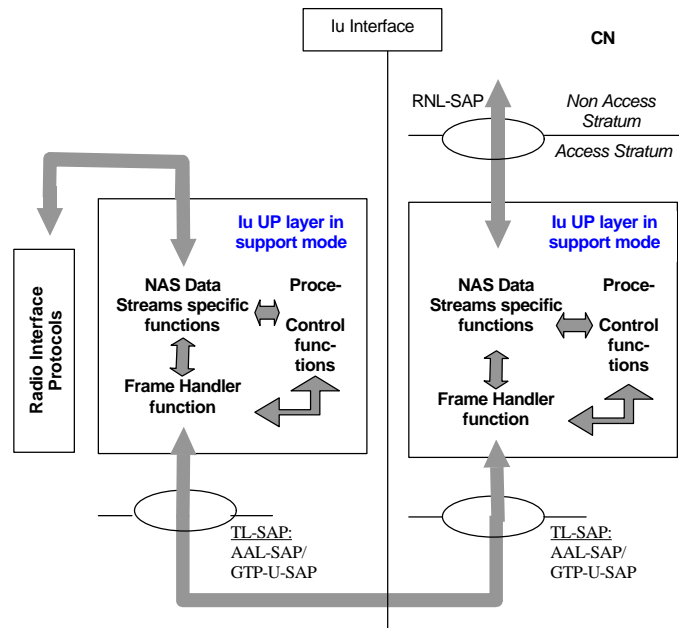 Iu Interface
CN
RNL-SAP
Non Access
Stratum
Access Stratum
Radio Interface
Protocols
Iu UP layer in
support mode
NAS Data
Streams specific
functions
Proce-
Control
func-
tions
Frame Handler
function
TL-SAP:
AAL-SAP/
GTP-U-SAP
Iu UP layer in
support mode
NAS Data
Streams specific
functions
Proce-
Control
func-
tions
Frame Handler
function
TL-SAP:
AAL-SAP/
GTP-U-SAP